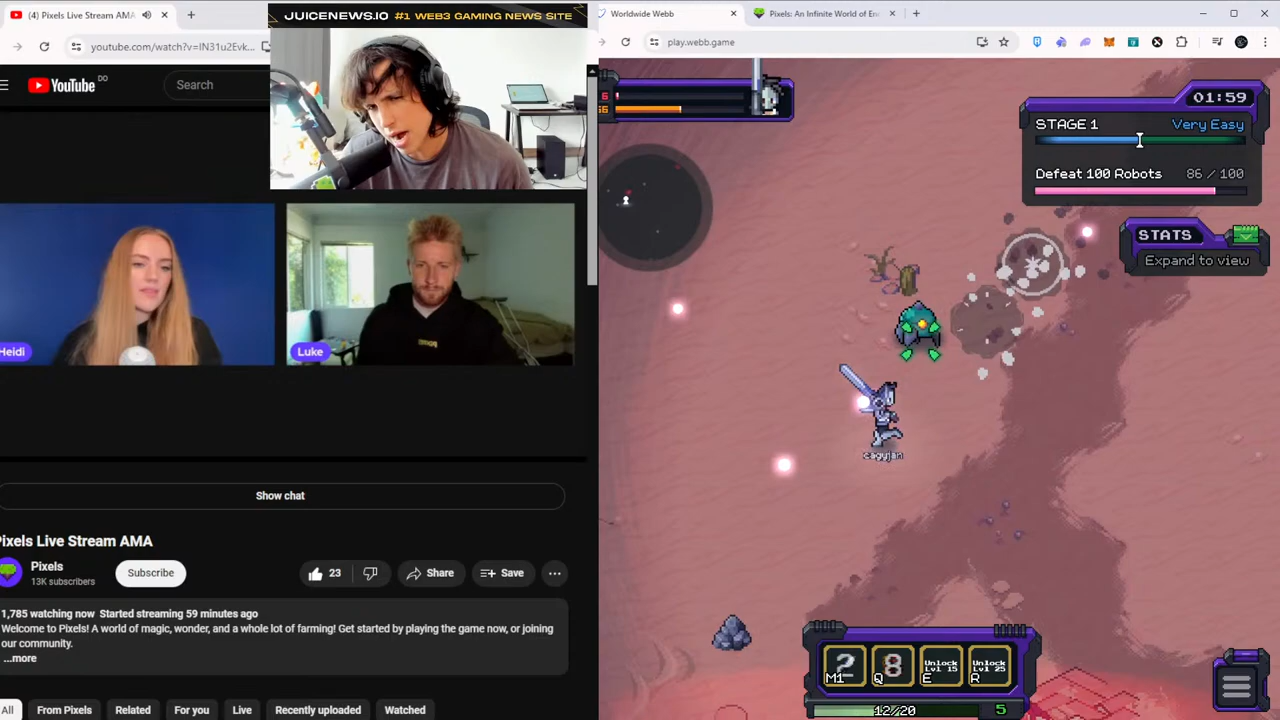 (4) Pixels Live Stream AMA
youtube.com/watch?v=IN31u2Evk...
YouTube DO
Search
JUICENEWS.IO #1 WEB3 GAMING NEWS SITE
Heidi
Luke
Show chat
Pixels Live Stream AMA
Pixels
13K subscribers
Subscribe
23
Share
Save
1,785 watching now Started streaming 59 minutes ago
Welcome to Pixels! A world of magic, wonder, and a whole lot of farming! Get started by playing the game now, or joining
our community.
...more
All
From Pixels
Related
For you
Live
Recently uploaded
Watched
Worldwide Webb
Pixels: An Infinite World of En
play.webb.game
01:59
STAGE 1 Very Easy
Defeat 100 Robots 86 / 100
STATS
Expand to view
cagyjan
2
M1
8
Q
Unlock
Lvl 15
E
Unlock
Lvl 25
R
12/20
5